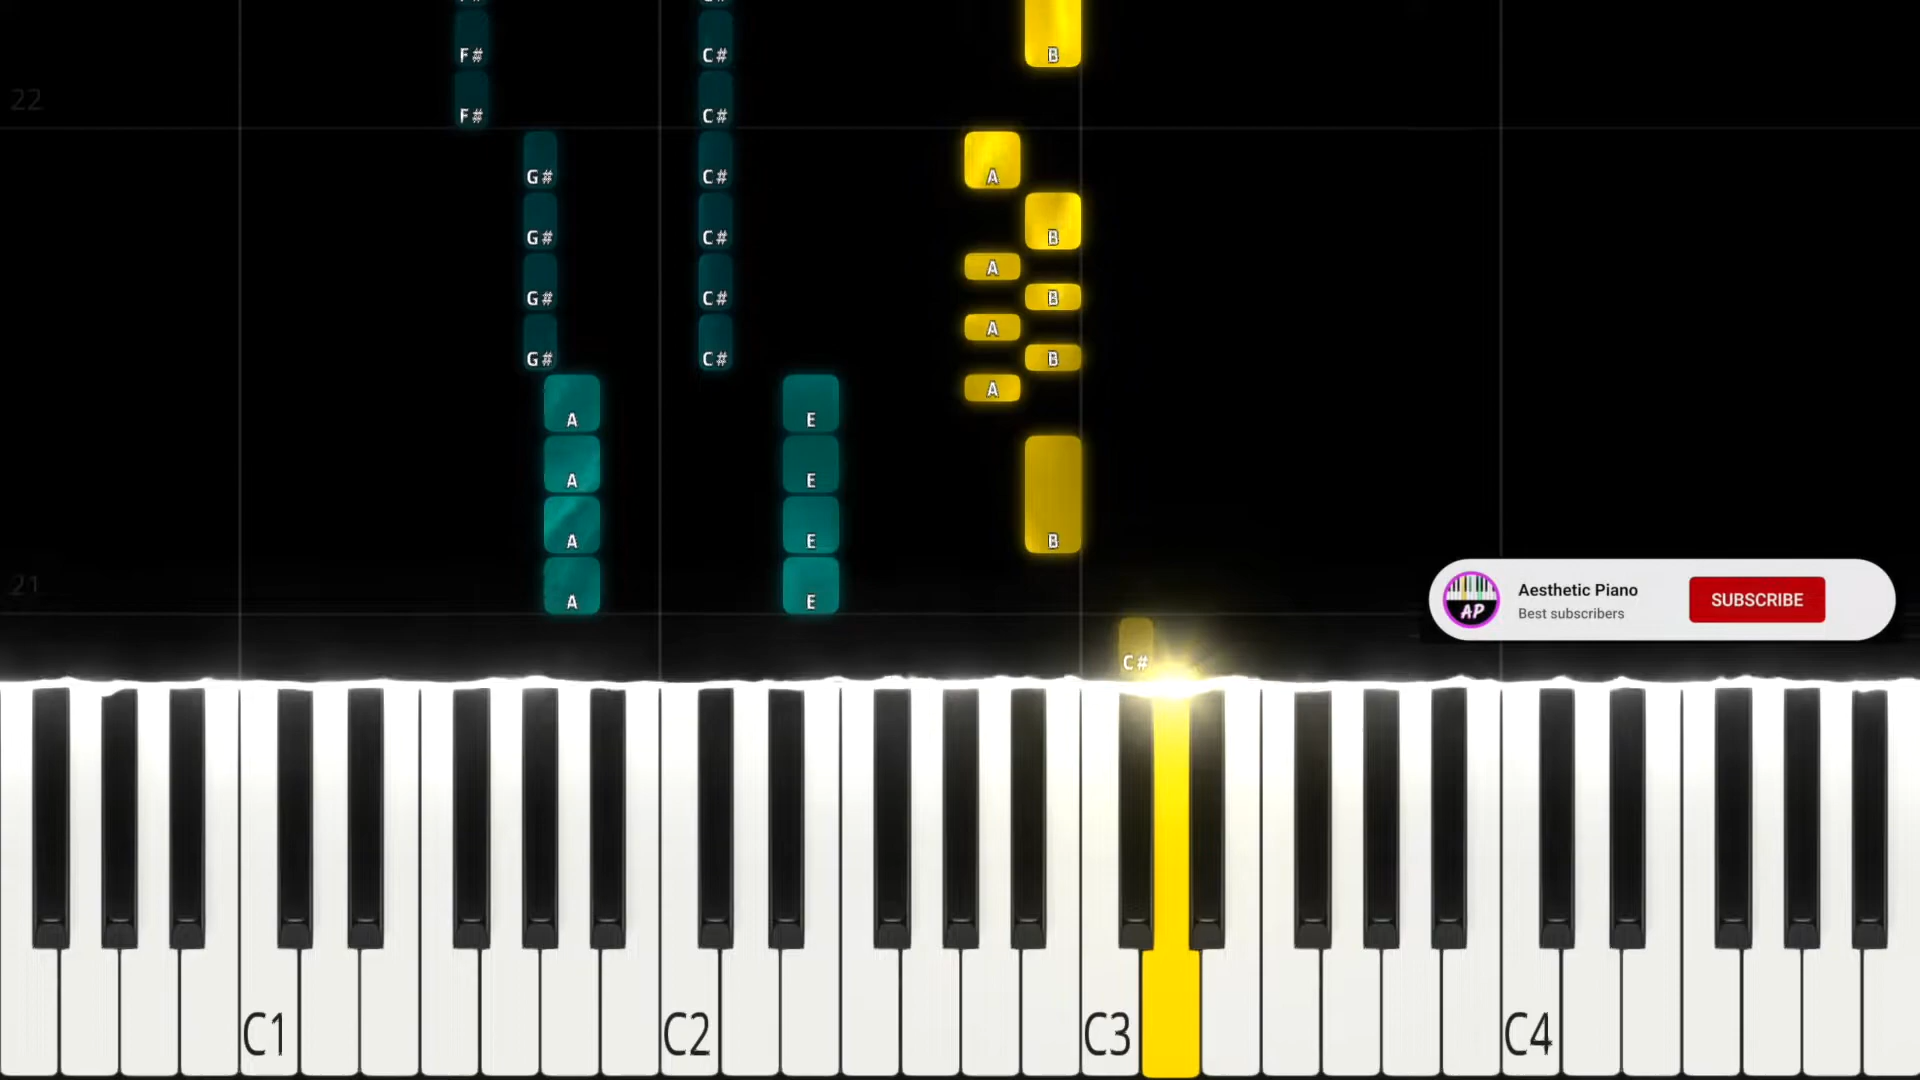 F# C# B
22
F# C#
G# C# A
G# C# B
A
G# C# B
A
G# C# B
A
A E
A E
A E B
21
Aesthetic Piano
AP
SUBSCRIBE
Best subscribers
A E
C#
C1 C2 C3 C4